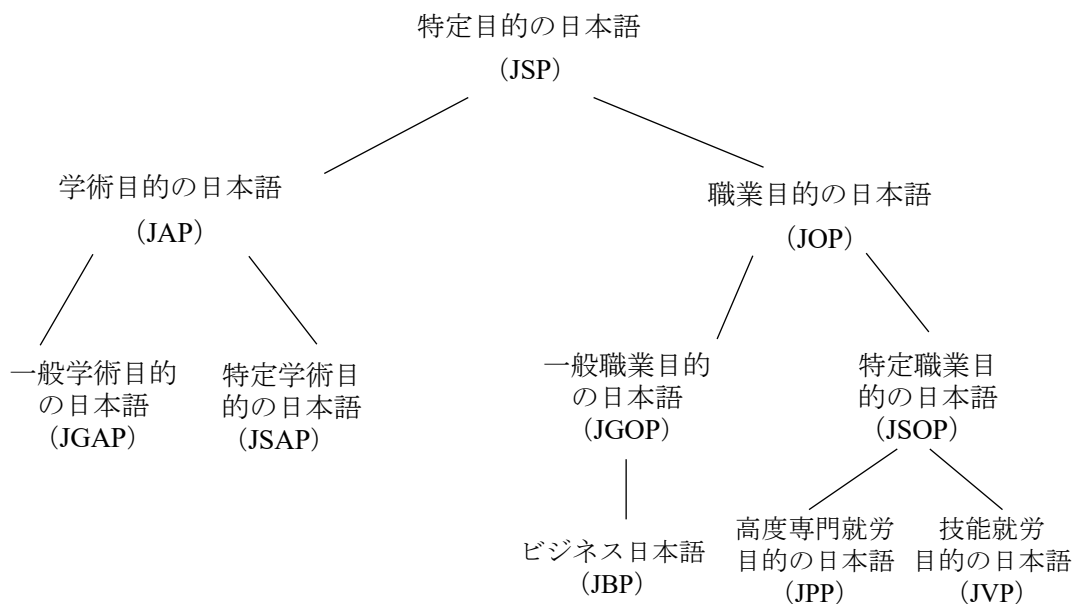 特定目的の日本語
（JSP）
学術目的の日本語
（JAP）
職業目的の日本語
（JOP）
一般学術目的
の日本語
（JGAP）
特定学術目
的の日本語
（JSAP）
一般職業目的
の日本語
（JGOP）
特定職業目
的の日本語
（JSOP）
ビジネス日本語
（JBP）
高度専門就労
目的の日本語
（JPP）
技能就労
目的の日本語
（JVP）